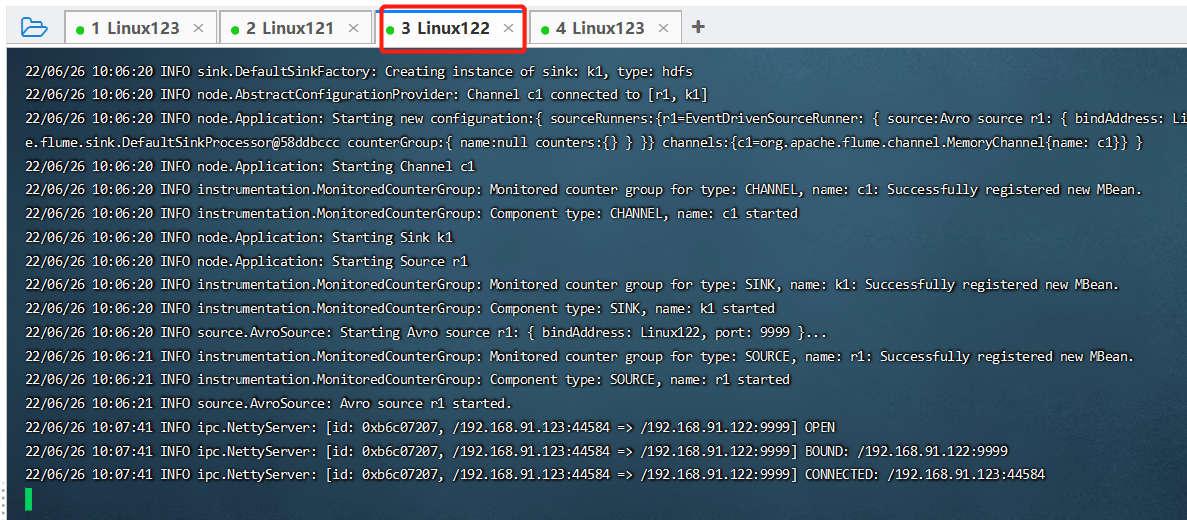 1 Linux123 × 2 Linux121 × 3 Linux122 × 4 Linux123 × +
22/06/26 10:06:20 INFO sink.DefaultSinkFactory: Creating instance of sink: k1, type: hdfs
22/06/26 10:06:20 INFO node.AbstractConfigurationProvider: Channel c1 connected to [r1, k1]
22/06/26 10:06:20 INFO node.Application: Starting new configuration:{ sourceRunners:{r1=EventDrivenSourceRunner: { source:Avro source r1: { bindAddress: Li
e.flume.sink.DefaultSinkProcessor@58ddbccc counterGroup:{ name:null counters:{} } }} channels:{c1=org.apache.flume.channel.MemoryChannel{name: c1}} }
22/06/26 10:06:20 INFO node.Application: Starting Channel c1
22/06/26 10:06:20 INFO instrumentation.MonitoredCounterGroup: Monitored counter group for type: CHANNEL, name: c1: Successfully registered new MBean.
22/06/26 10:06:20 INFO instrumentation.MonitoredCounterGroup: Component type: CHANNEL, name: c1 started
22/06/26 10:06:20 INFO node.Application: Starting Sink k1
22/06/26 10:06:20 INFO node.Application: Starting Source r1
22/06/26 10:06:20 INFO instrumentation.MonitoredCounterGroup: Monitored counter group for type: SINK, name: k1: Successfully registered new MBean.
22/06/26 10:06:20 INFO instrumentation.MonitoredCounterGroup: Component type: SINK, name: k1 started
22/06/26 10:06:20 INFO source.AvroSource: Starting Avro source r1: { bindAddress: Linux122, port: 9999 }...
22/06/26 10:06:21 INFO instrumentation.MonitoredCounterGroup: Monitored counter group for type: SOURCE, name: r1: Successfully registered new MBean.
22/06/26 10:06:21 INFO instrumentation.MonitoredCounterGroup: Component type: SOURCE, name: r1 started
22/06/26 10:06:21 INFO source.AvroSource: Avro source r1 started.
22/06/26 10:07:41 INFO ipc.NettyServer: [id: 0xb6c07207, /192.168.91.123:44584 => /192.168.91.122:9999] OPEN
22/06/26 10:07:41 INFO ipc.NettyServer: [id: 0xb6c07207, /192.168.91.123:44584 => /192.168.91.122:9999] BOUND: /192.168.91.122:9999
22/06/26 10:07:41 INFO ipc.NettyServer: [id: 0xb6c07207, /192.168.91.123:44584 => /192.168.91.122:9999] CONNECTED: /192.168.91.123:44584